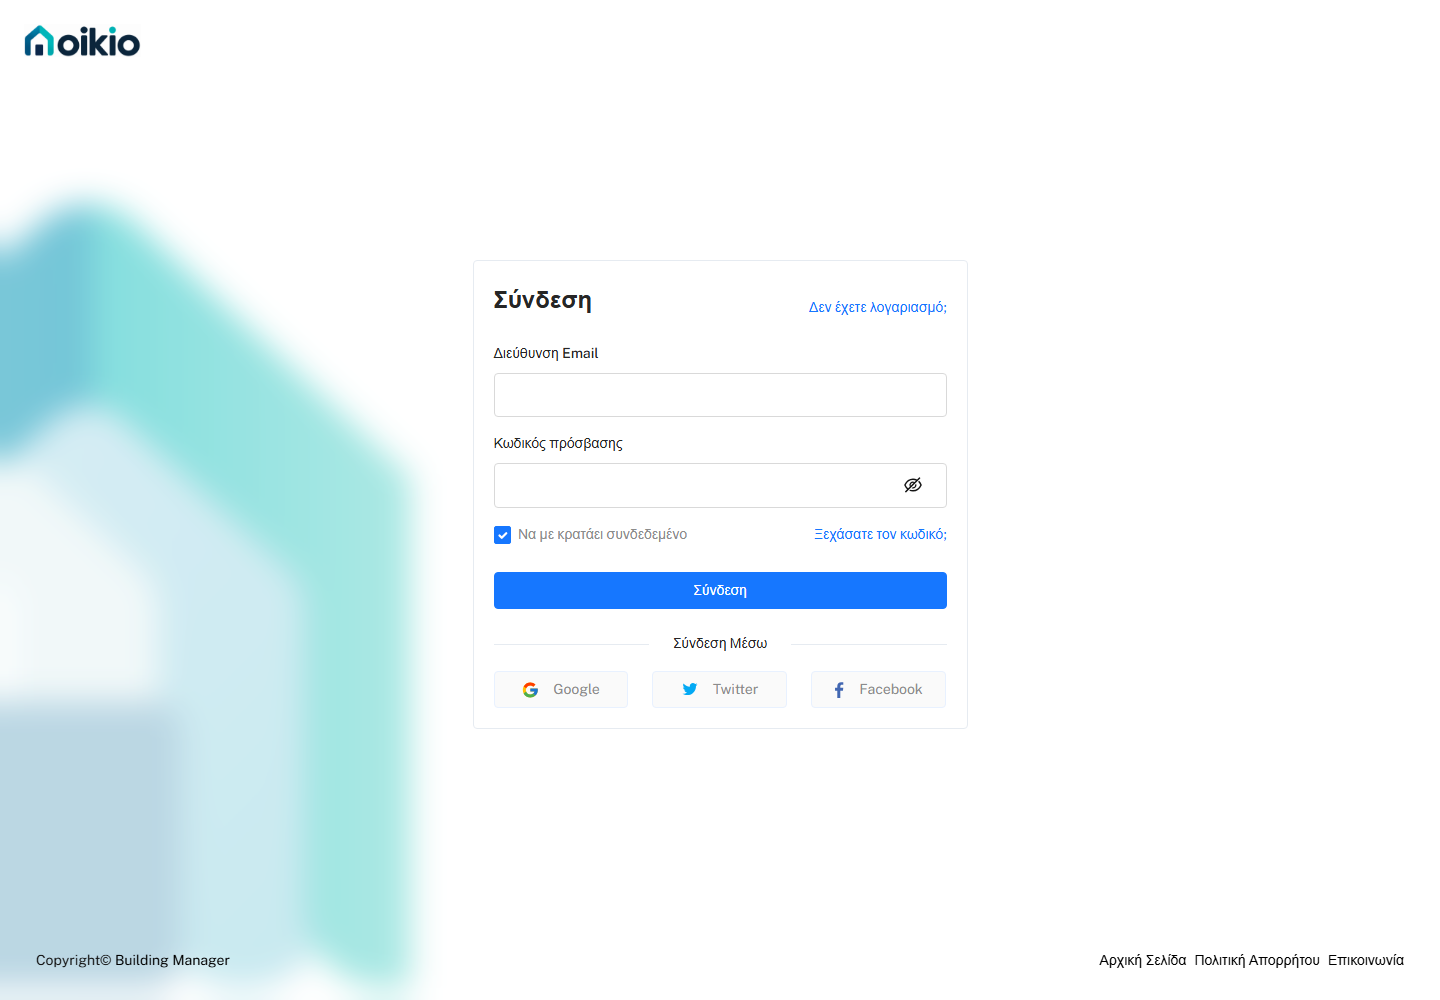 oikio
Σύνδεση
Δεν έχετε λογαριασμό;
Διεύθυνση Email
Κωδικός πρόσβασης
Να με κρατάει συνδεδεμένο
Ξεχάσατε τον κωδικό;
Σύνδεση
Σύνδεση Μέσω
Google
Twitter
Facebook
Copyright© Building Manager
Αρχική Σελίδα Πολιτική Απορρήτου Επικοινωνία